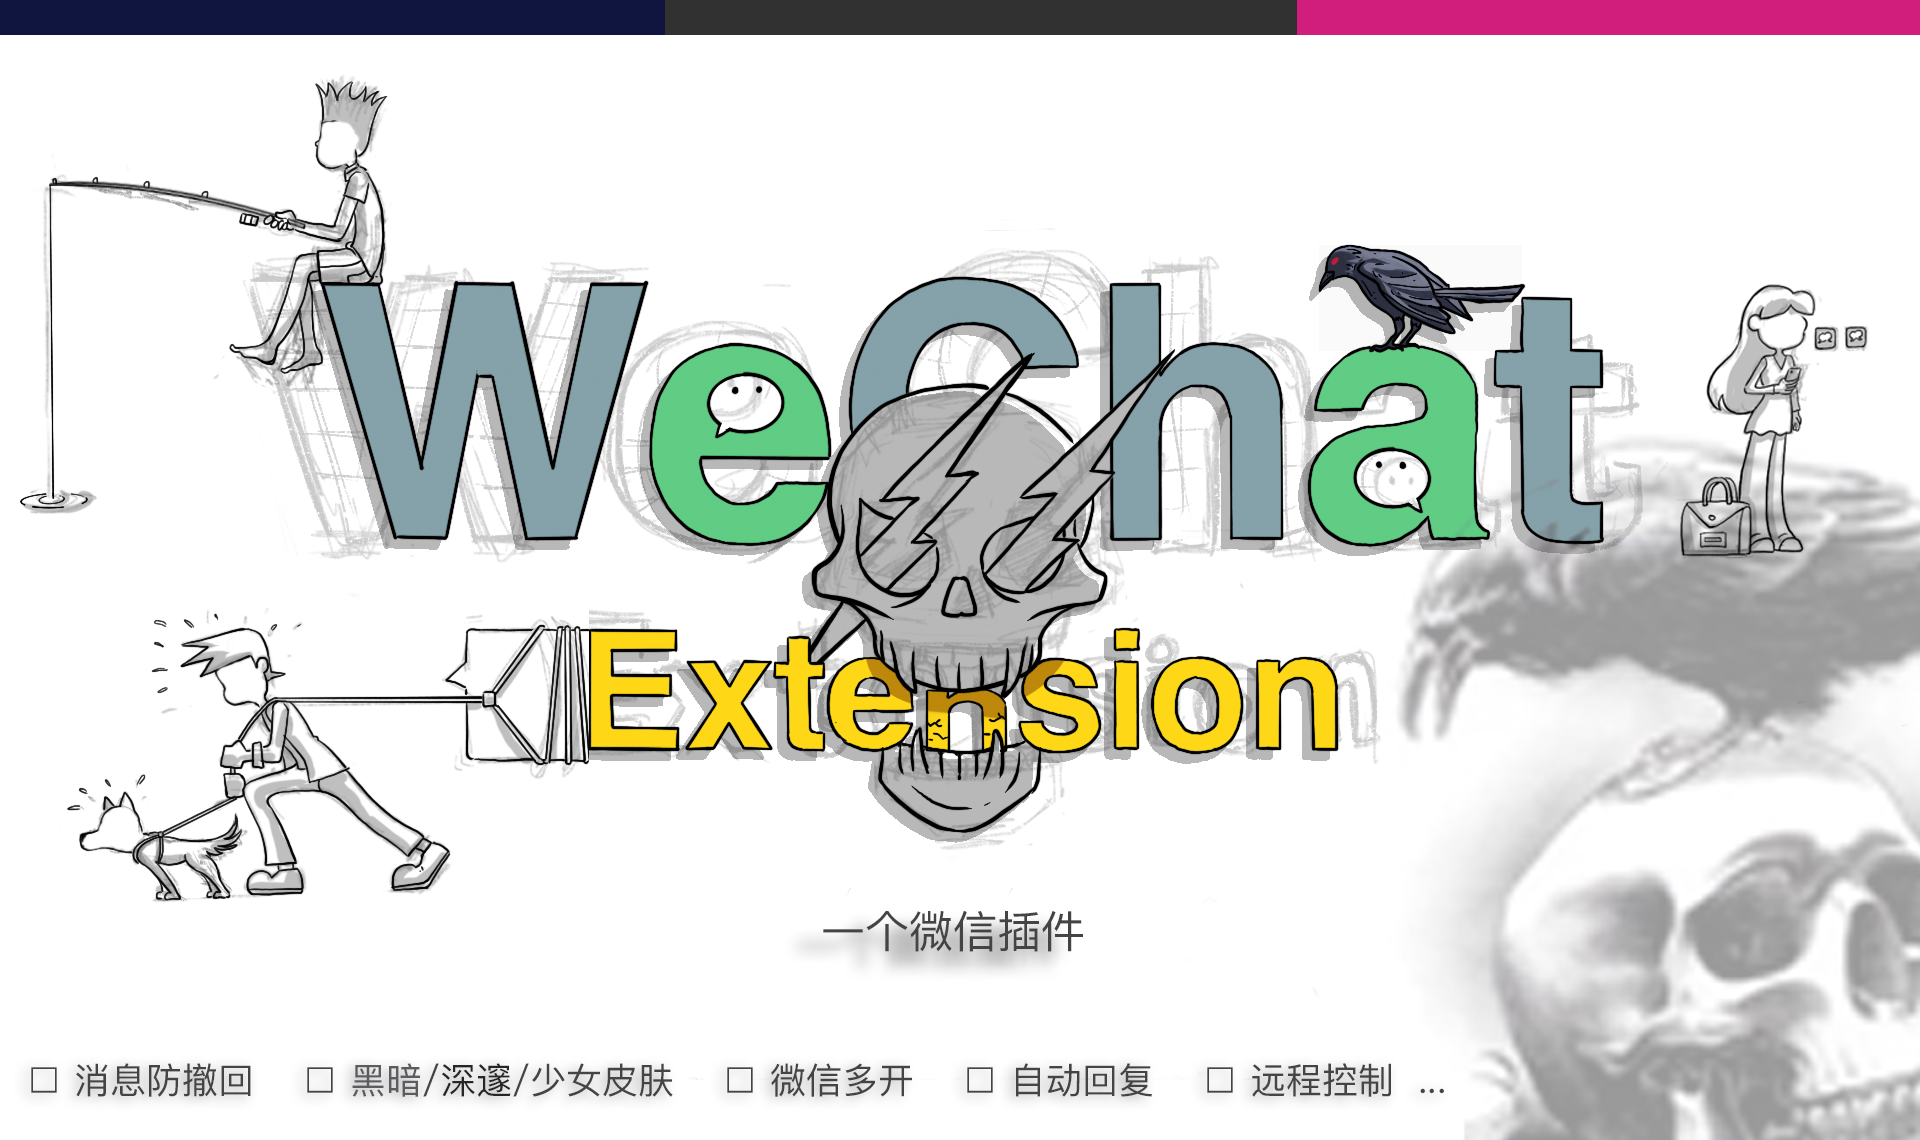 WeChat
Extension
一个微信插件
□ 消息防撤回 □ 黑暗/深邃/少女皮肤 □ 微信多开 □ 自动回复 □ 远程控制 ...